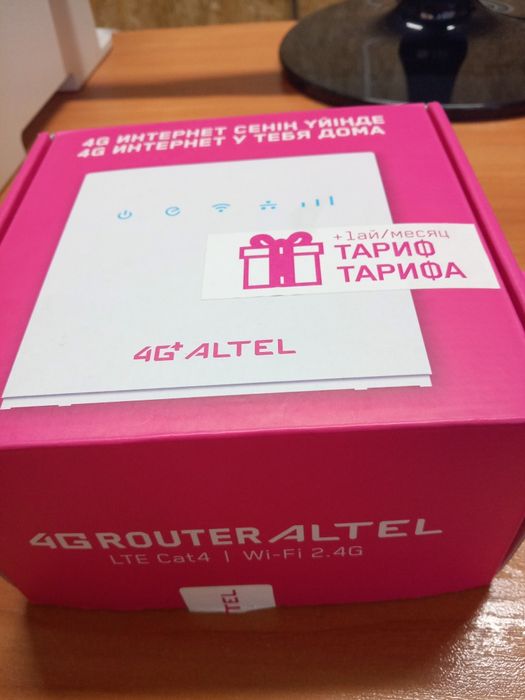 4G ИНТЕРНЕТ СЕНІҢ ҮЙІҢДЕ
4G ИНТЕРНЕТ У ТЕБЯ ДОМА
+1ай/месяц
ТАРИФ
ТАРИФА
4G+ ALTEL
4G ROUTER ALTEL
LTE Cat4 | Wi-Fi 2.4G
TEL